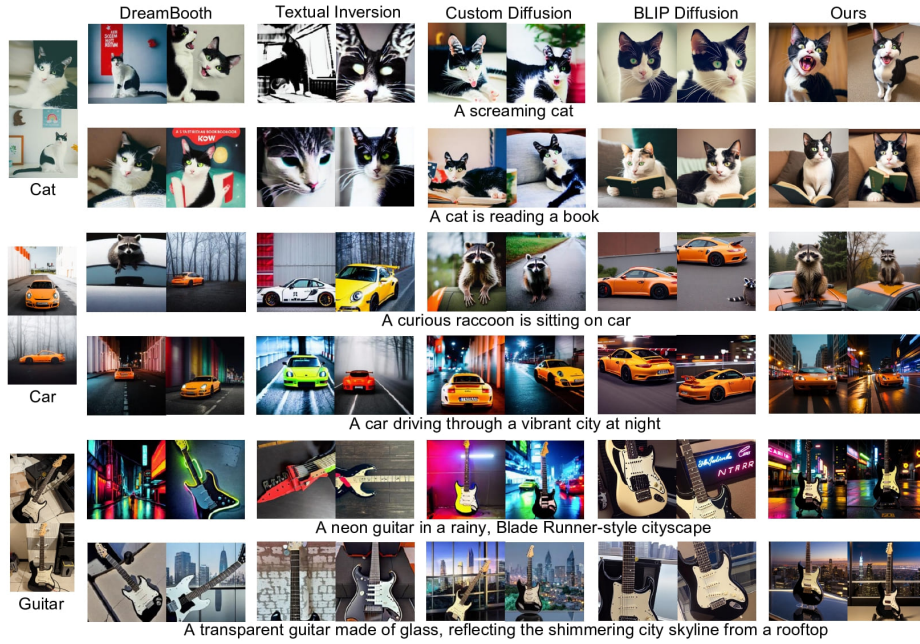 DreamBooth Textual Inversion Custom Diffusion BLIP Diffusion Ours
A screaming cat
Cat
A cat is reading a book
A curious raccoon is sitting on car
Car
A car driving through a vibrant city at night
A neon guitar in a rainy, Blade Runner-style cityscape
Guitar
A transparent guitar made of glass, reflecting the shimmering city skyline from a rooftop